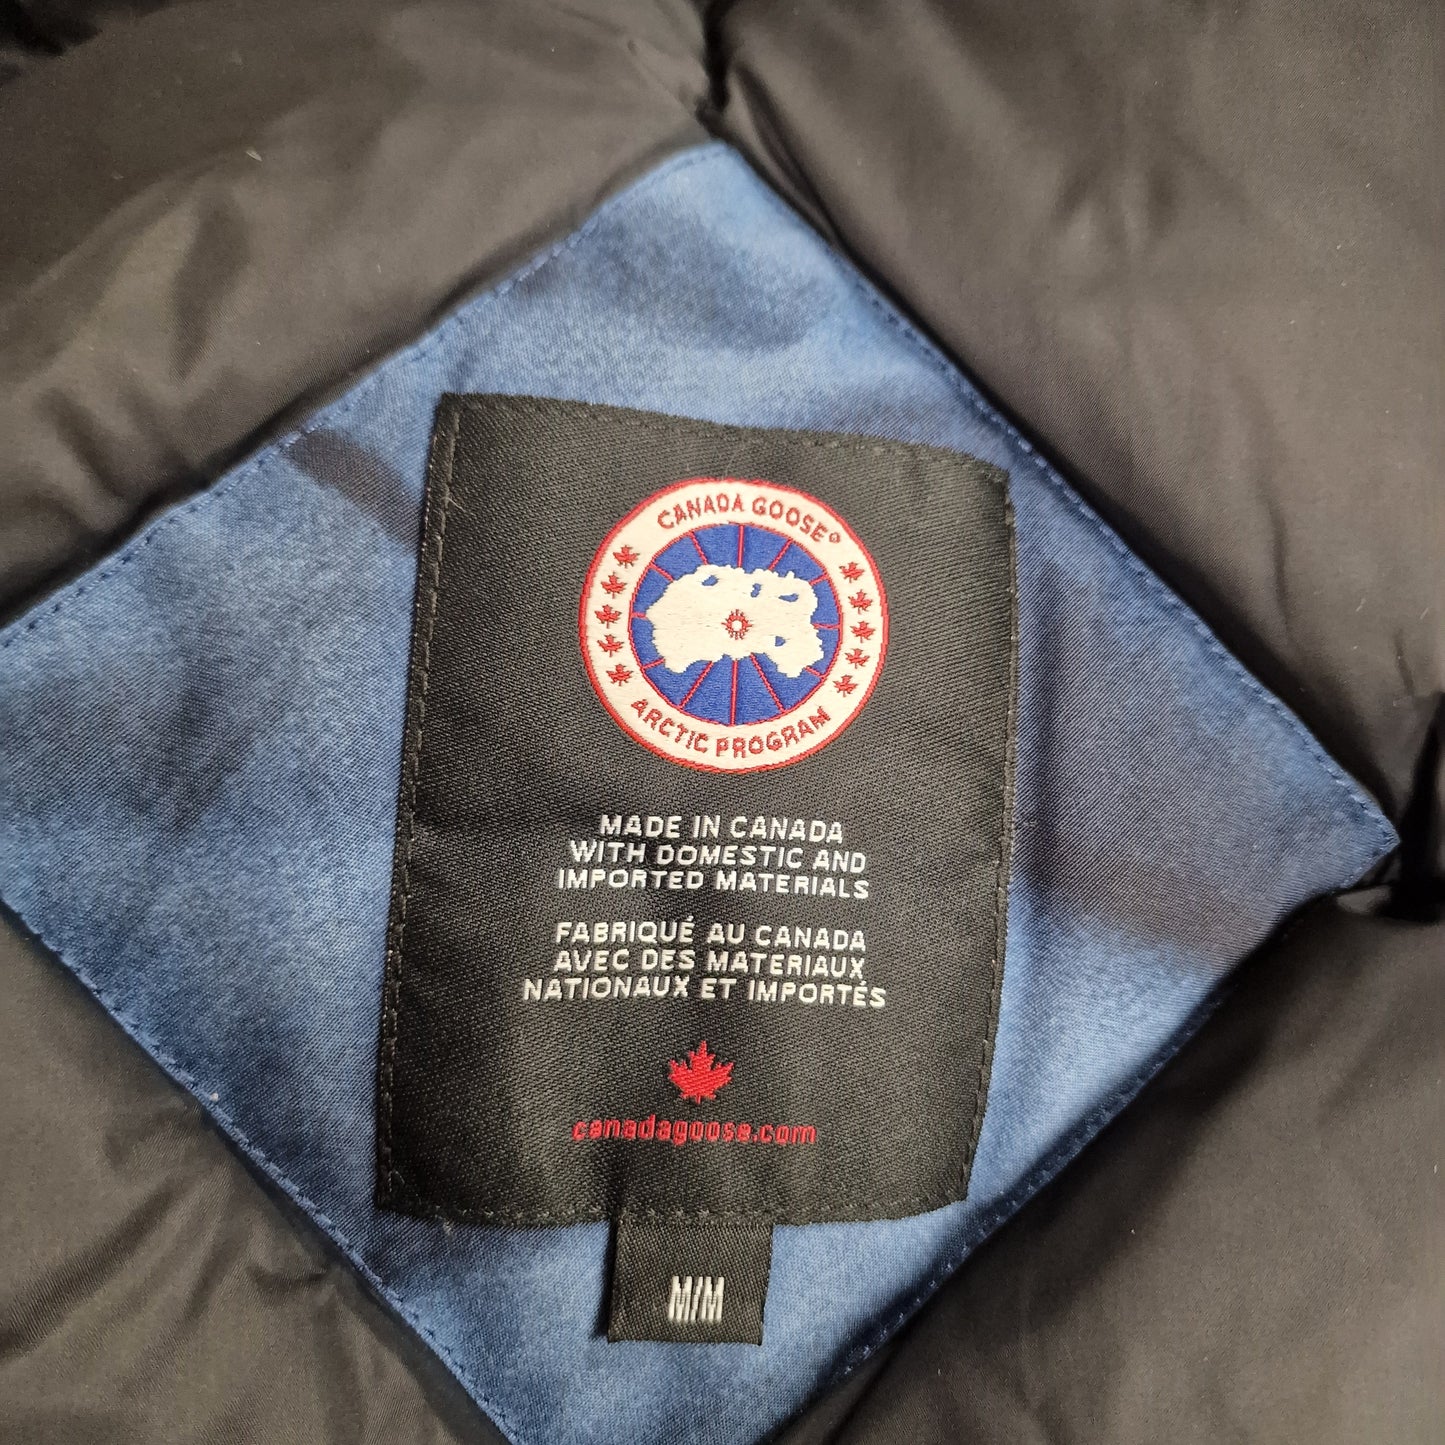 CANADA GOOSE®
ARCTIC PROGRAM
MADE IN CANADA
WITH DOMESTIC AND
IMPORTED MATERIALS
FABRIQUÉ AU CANADA
AVEC DES MATERIAUX
NATIONAUX ET IMPORTÉS
canadagoose.com
M/M